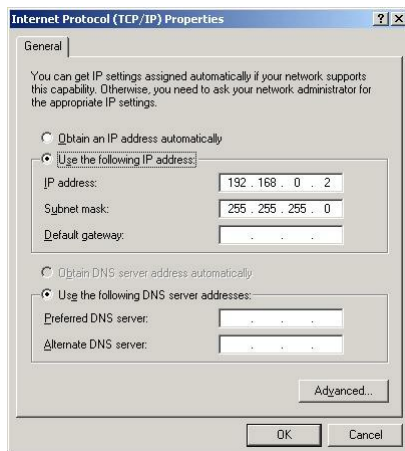 Internet Protocol (TCP/IP) Properties
General
You can get IP settings assigned automatically if your network supports
this capability. Otherwise, you need to ask your network administrator for
the appropriate IP settings.
Obtain an IP address automatically
Use the following IP address:
IP address: 192 . 168 . 0 . 2
Subnet mask: 255 . 255 . 255 . 0
Default gateway: . . .
Obtain DNS server address automatically
Use the following DNS server addresses:
Preferred DNS server: . . .
Alternate DNS server: . . .
Advanced...
OK Cancel